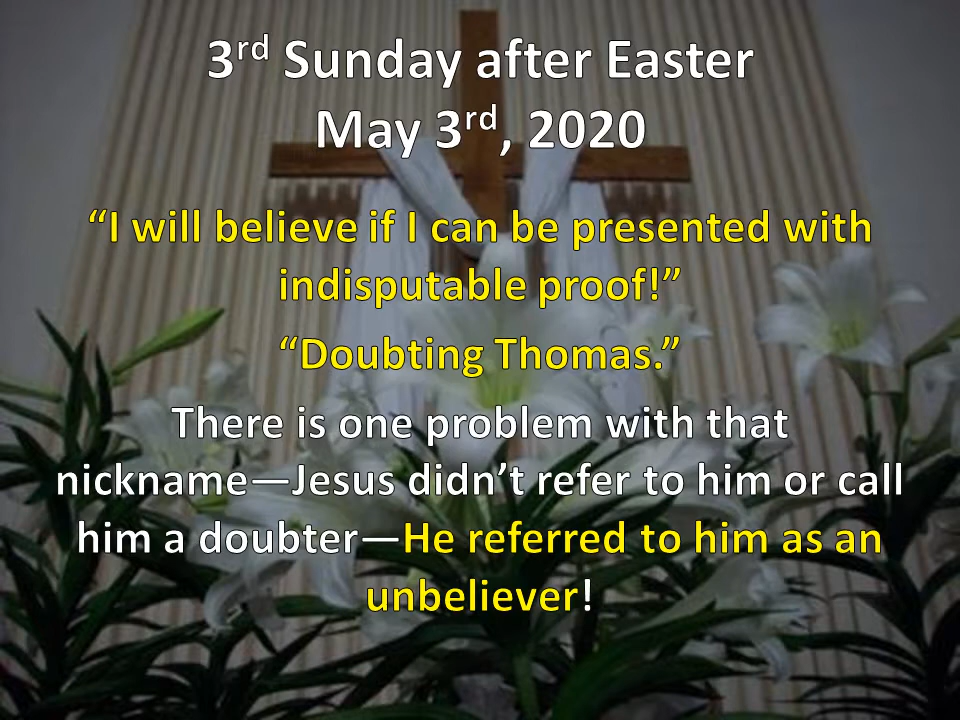 3rd Sunday after Easter
May 3rd, 2020
“I will believe if I can be presented with
indisputable proof!”
“Doubting Thomas.”
There is one problem with that
nickname—Jesus didn’t refer to him or call
him a doubter—He referred to him as an
unbeliever!